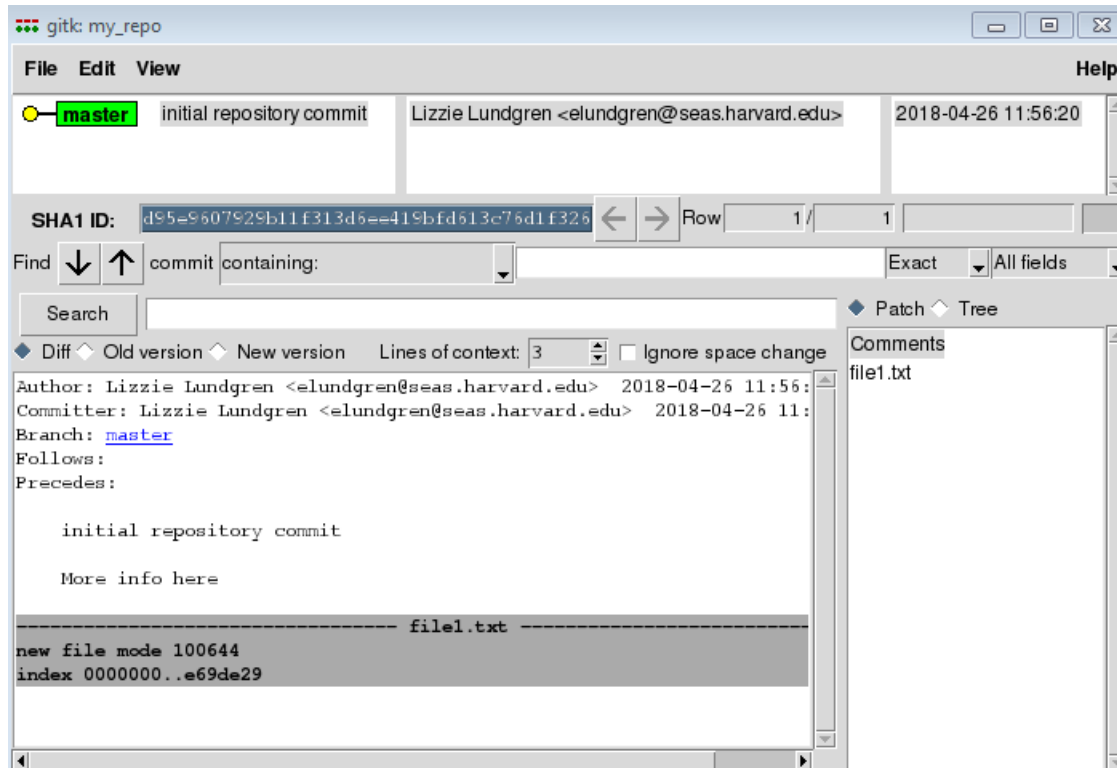 gitk: my_repo
File Edit View Help
master initial repository commit Lizzie Lundgren <elundgren@seas.harvard.edu> 2018-04-26 11:56:20
SHA1 ID: d95e9607929b11f313d6ee419bfd613c76d1f326 Row 1 / 1
Find commit containing: Exact All fields
Search Patch Tree
Diff Old version New version Lines of context: 3 Ignore space change
Comments
file1.txt
Author: Lizzie Lundgren <elundgren@seas.harvard.edu> 2018-04-26 11:56:
Committer: Lizzie Lundgren <elundgren@seas.harvard.edu> 2018-04-26 11:
Branch: master
Follows:
Precedes:
initial repository commit
More info here
---------------------------------- file1.txt --------------------------
new file mode 100644
index 0000000..e69de29